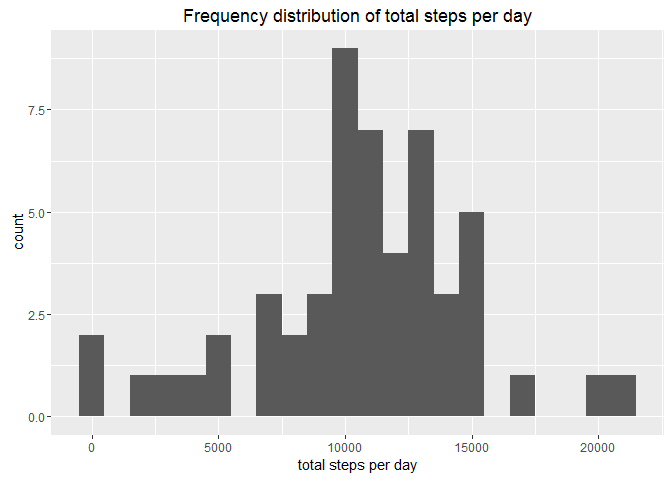 Frequency distribution of total steps per day
7.5
5.0
2.5
0.0
count
0 5000 10000 15000 20000
total steps per day